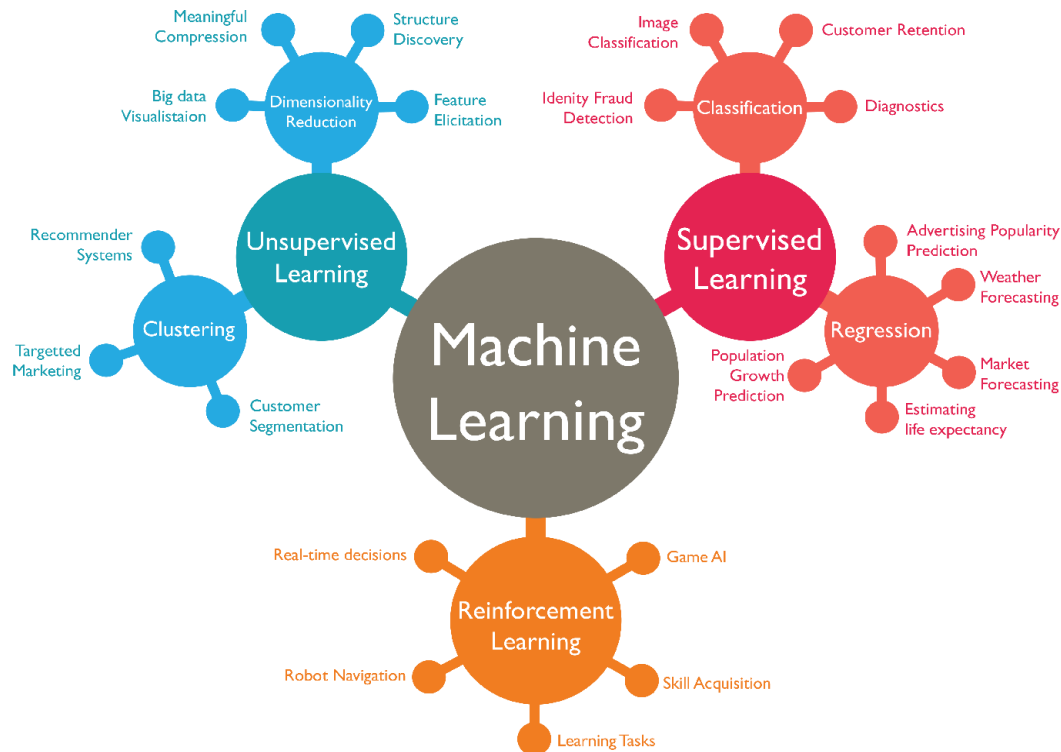 Meaningful
Compression
Structure
Discovery
Big data
Visualistaion
Dimensionality
Reduction
Feature
Elicitation
Image
Classification
Customer Retention
Idenity Fraud
Detection
Classification
Diagnostics
Unsupervised
Learning
Supervised
Learning
Recommender
Systems
Clustering
Targetted
Marketing
Customer
Segmentation
Machine
Learning
Advertising Popularity
Prediction
Weather
Forecasting
Regression
Population
Growth
Prediction
Market
Forecasting
Estimating
life expectancy
Real-time decisions
Game AI
Reinforcement
Learning
Robot Navigation
Skill Acquisition
Learning Tasks